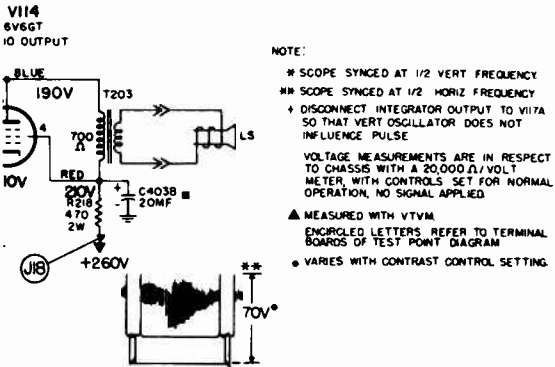 V114
6V6GT
IO OUTPUT
BLUE
190V
T203
4
700
Ω
LS
10V
RED
210V
R218
470
2W
+
-
C403B ■
20MF
J18
+260V
**
70V●
NOTE:
* SCOPE SYNCED AT 1/2 VERT FREQUENCY
** SCOPE SYNCED AT 1/2 HORIZ FREQUENCY
+ DISCONNECT INTEGRATOR OUTPUT TO V117A
SO THAT VERT OSCILLATOR DOES NOT
INFLUENCE PULSE
VOLTAGE MEASUREMENTS ARE IN RESPECT
TO CHASSIS WITH A 20,000 Ω/VOLT
METER, WITH CONTROLS SET FOR NORMAL
OPERATION, NO SIGNAL APPLIED.
▲ MEASURED WITH VTVM.
ENCIRCLED LETTERS REFER TO TERMINAL
BOARDS OF TEST POINT DIAGRAM
● VARIES WITH CONTRAST CONTROL SETTING.